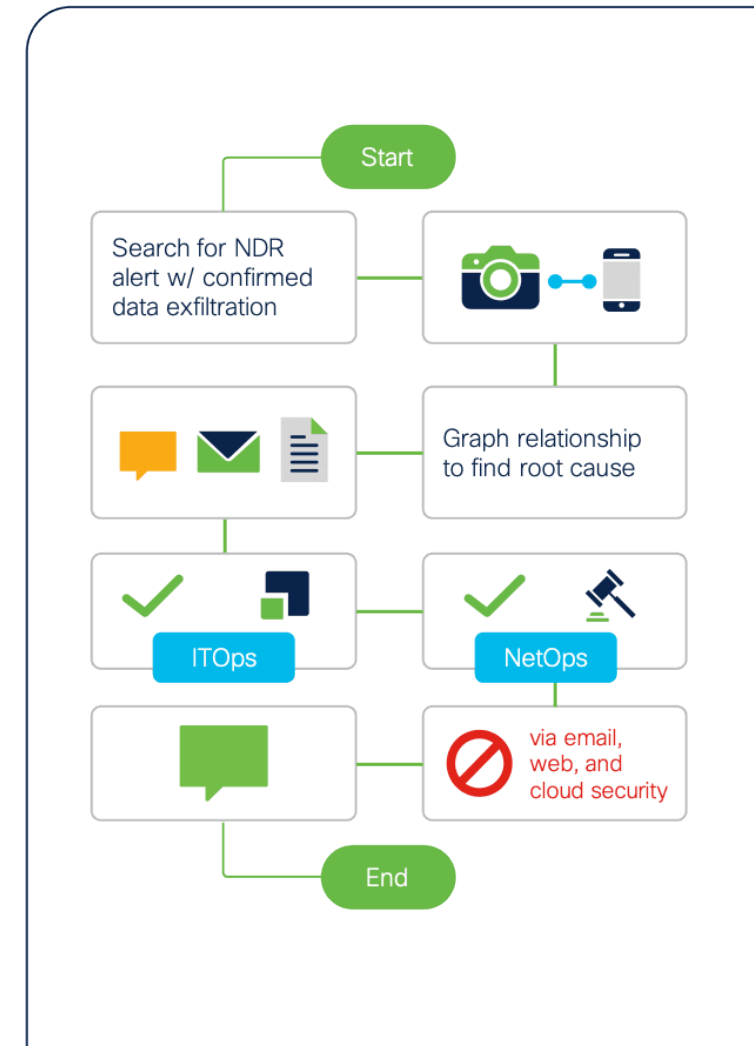 Start
Search for NDR
alert w/ confirmed
data exfiltration
Graph relationship
to find root cause
ITOps
NetOps
via email,
web, and
cloud security
End